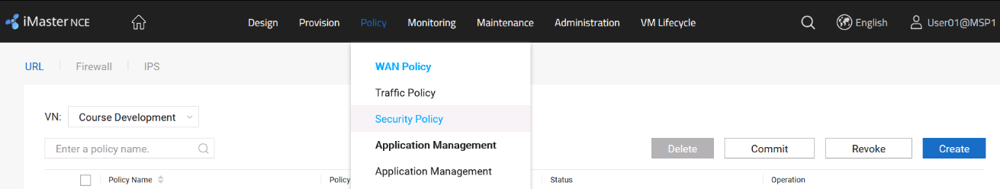 iMaster NCE Design Provision Policy Monitoring Maintenance Administration VM Lifecycle English User01@MSP1
URL Firewall IPS
WAN Policy
Traffic Policy
Security Policy
Application Management
Application Management
VN: Course Development
Enter a policy name. Delete Commit Revoke Create
Policy Name Policy Status Operation